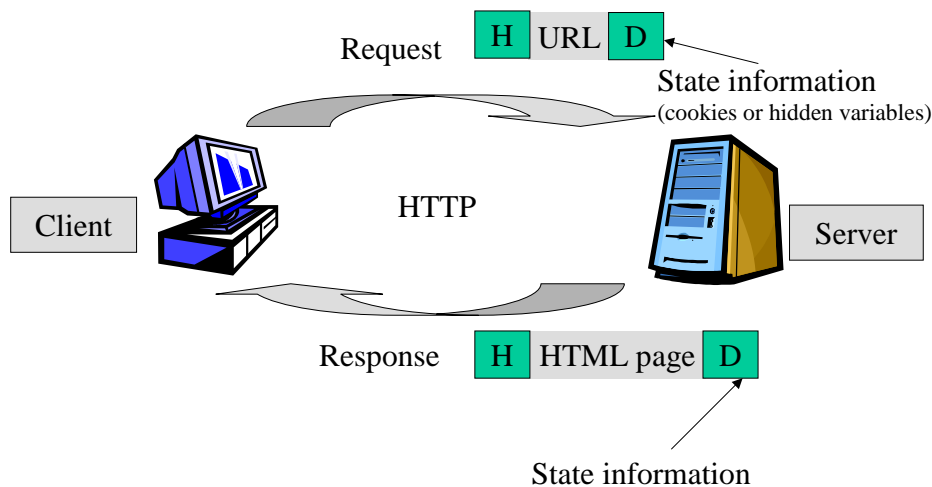 Request
H URL D
State information
(cookies or hidden variables)
Client
HTTP
Server
Response
H HTML page D
State information